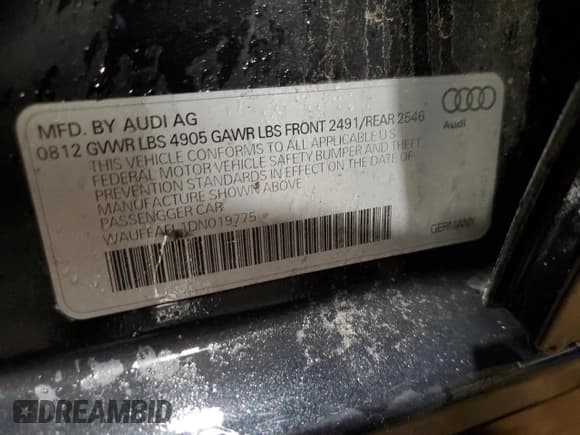 MFD. BY AUDI AG
0812 GVWR LBS 4905 GAWR LBS FRONT 2491/REAR 2546
THIS VEHICLE CONFORMS TO ALL APPLICABLE U.S.
FEDERAL MOTOR VEHICLE SAFETY BUMPER AND THEFT
PREVENTION STANDARDS IN EFFECT ON THE DATE OF
MANUFACTURE SHOWN ABOVE
PASSENGGER CAR
Audi
GERMANY
DREAMBID